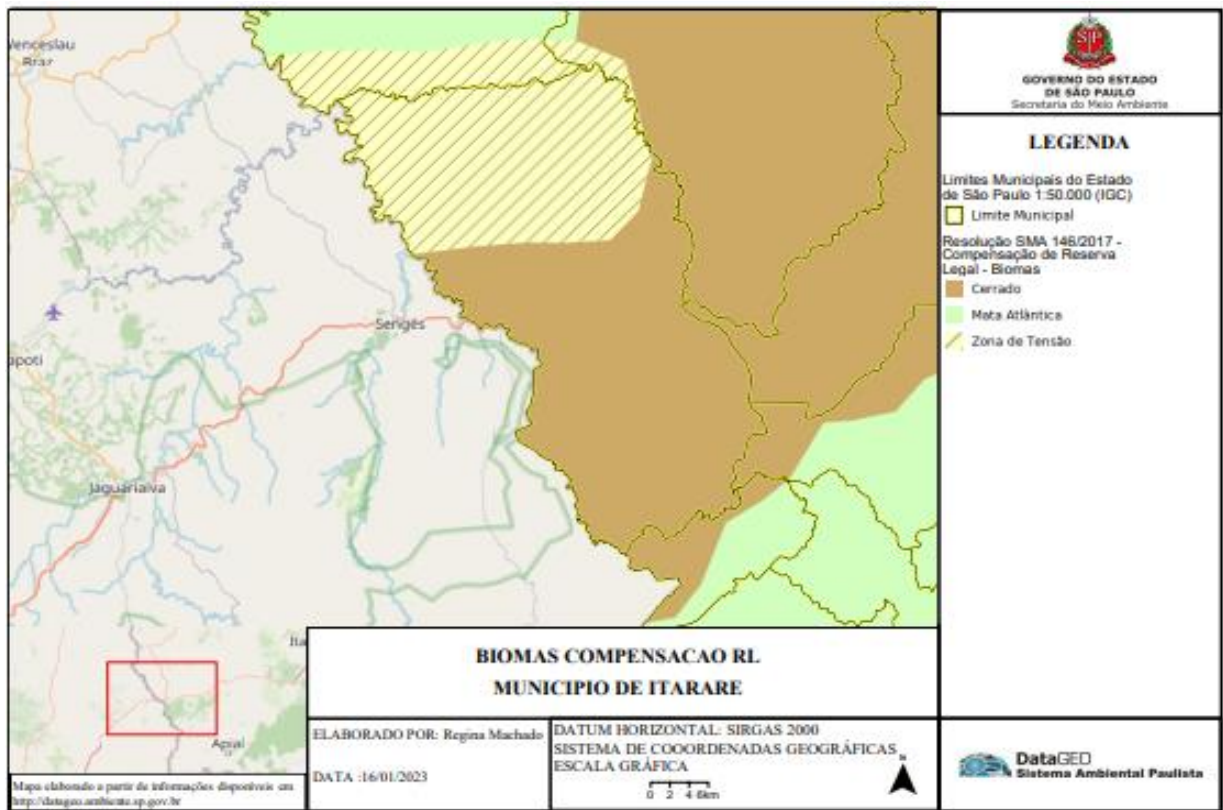 Wenceslau
Braz
Sengés
apoti
Jaguariaíva
Ita
Apiaí
Mapa elaborado a partir de informações disponíveis em
http://datageo.ambiente.sp.gov.br
BIOMAS COMPENSACAO RL
MUNICIPIO DE ITARARE
ELABORADO POR: Regina Machado
DATA :16/01/2023
DATUM HORIZONTAL: SIRGAS 2000
SISTEMA DE COOORDENADAS GEOGRÁFICAS
ESCALA GRÁFICA
0 2 4 6km
N
SP
GOVERNO DO ESTADO
DE SÃO PAULO
Secretaria do Meio Ambiente
LEGENDA
Limites Municipais do Estado
de São Paulo 1:50.000 (IGC)
Limite Municipal
Resolução SMA 146/2017 -
Compensação de Reserva
Legal - Biomas
Cerrado
Mata Atlântica
Zona de Tensão
DataGEO
Sistema Ambiental Paulista